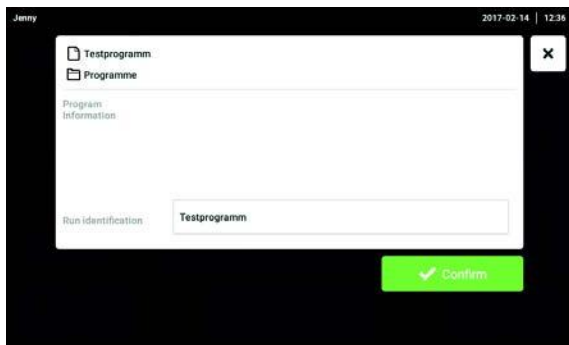 Jenny
2017-02-14 | 12:36
Testprogramm
Programme
Program
Information
Run identification
Testprogramm
Confirm